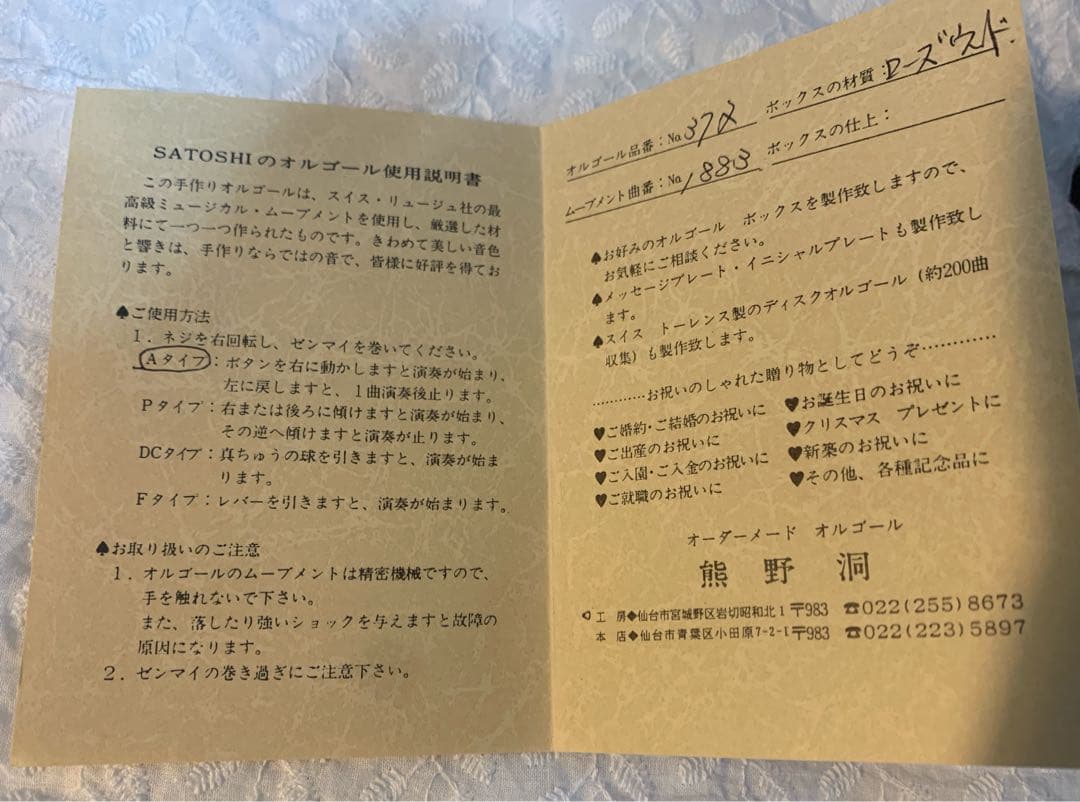 SATOSHIのオルゴール使用説明書
この手作りオルゴールは、スイス・リュージュ社の最
高級ミュージカル・ムーブメントを使用し、厳選した材
料にて一つ一つ作られたものです。きわめて美しい音色
と響きは、手作りならではの音で、皆様に好評を得てお
ります。
♠ご使用方法
1．ネジを右回転し、ゼンマイを巻いてください。
Aタイプ：ボタンを右に動かしますと演奏が始まり、
左に戻しますと、1曲演奏後止ります。
Pタイプ：右または後ろに傾けますと演奏が始まり、
その逆へ傾けますと演奏が止ります。
DCタイプ：真ちゅうの球を引きますと、演奏が始ま
ります。
Fタイプ：レバーを引きますと、演奏が始まります。
♠お取り扱いのご注意
1．オルゴールのムーブメントは精密機械ですので、
手を触れないで下さい。
また、落したり強いショックを与えますと故障の
原因になります。
2．ゼンマイの巻き過ぎにご注意下さい。
オルゴール品番：No.372 ボックスの材質：ローズウッド.
ムーブメント曲番：No.1883 ボックスの仕上：
♠お好みのオルゴール ボックスを製作致しますので、
お気軽にご相談ください。
♠メッセージプレート・イニシャルプレートも製作致し
ます。
♠スイス トーレンス製のディスクオルゴール（約200曲
収集）も製作致します。
…………お祝いのしゃれた贈り物としてどうぞ…………
♥ご婚約・ご結婚のお祝いに ♥お誕生日のお祝いに
♥ご出産のお祝いに ♥クリスマス プレゼントに
♥ご入園・ご入金のお祝いに ♥新築のお祝いに
♥ご就職のお祝いに ♥その他、各種記念品に
オーダーメード オルゴール
熊野洞
工 房◆仙台市宮城野区岩切昭和北1〒983 ☎022(255)8673
本 店◆仙台市青葉区小田原7-2-1〒983 ☎022(223)5897